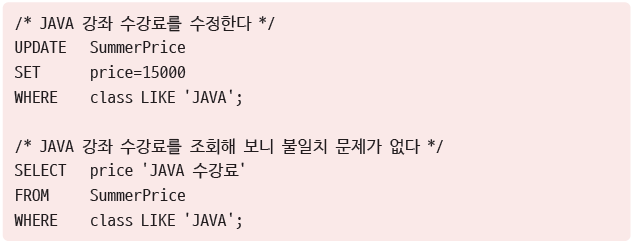 /* JAVA 강좌 수강료를 수정한다 */
UPDATE SummerPrice
SET price=15000
WHERE class LIKE 'JAVA';
/* JAVA 강좌 수강료를 조회해 보니 불일치 문제가 없다 */
SELECT price 'JAVA 수강료'
FROM SummerPrice
WHERE class LIKE 'JAVA';